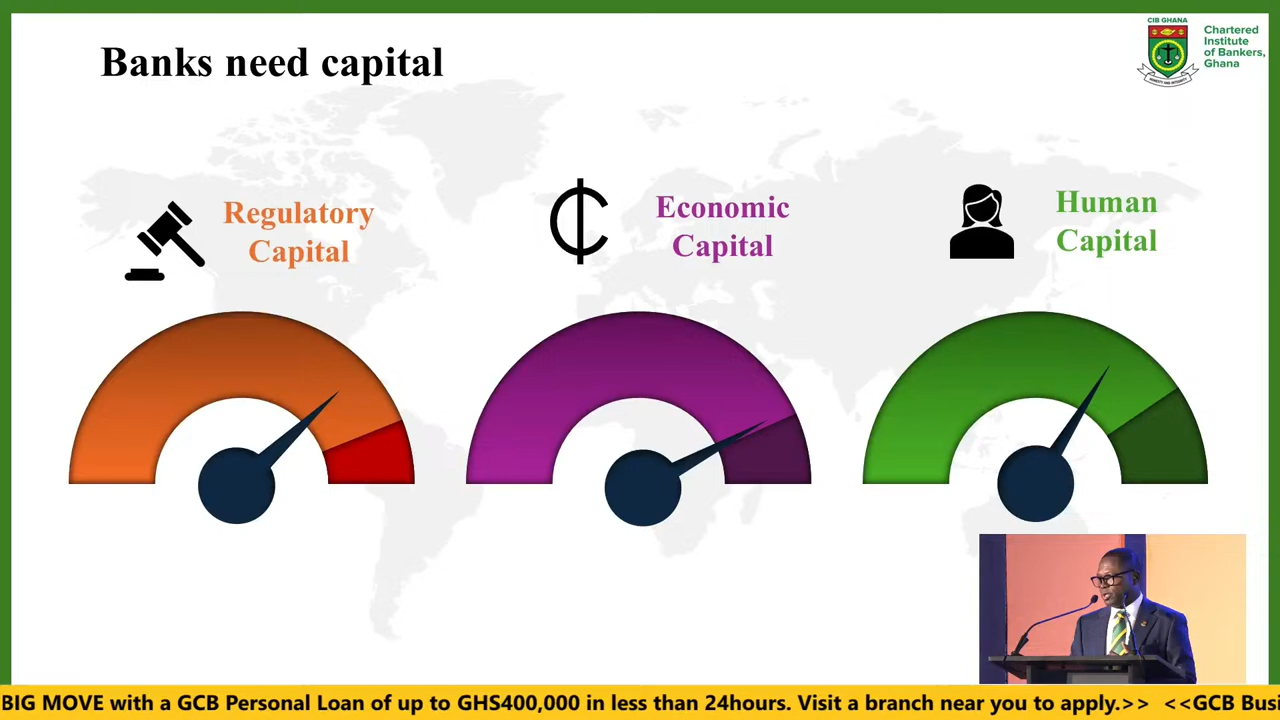 Banks need capital
CIB GHANA
Chartered
Institute
of Bankers,
Ghana
Regulatory
Capital
Economic
Capital
Human
Capital
BIG MOVE with a GCB Personal Loan of up to GHS400,000 in less than 24hours. Visit a branch near you to apply.>> <<GCB Busi